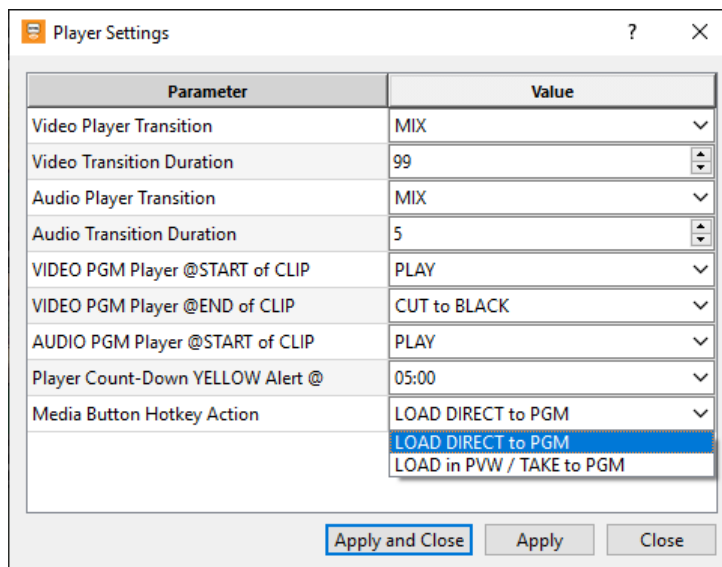 Player Settings
?
Parameter Value
Video Player Transition MIX
Video Transition Duration 99
Audio Player Transition MIX
Audio Transition Duration 5
VIDEO PGM Player @START of CLIP PLAY
VIDEO PGM Player @END of CLIP CUT to BLACK
AUDIO PGM Player @START of CLIP PLAY
Player Count-Down YELLOW Alert @ 05:00
Media Button Hotkey Action LOAD DIRECT to PGM
LOAD DIRECT to PGM
LOAD in PVW / TAKE to PGM
Apply and Close Apply Close